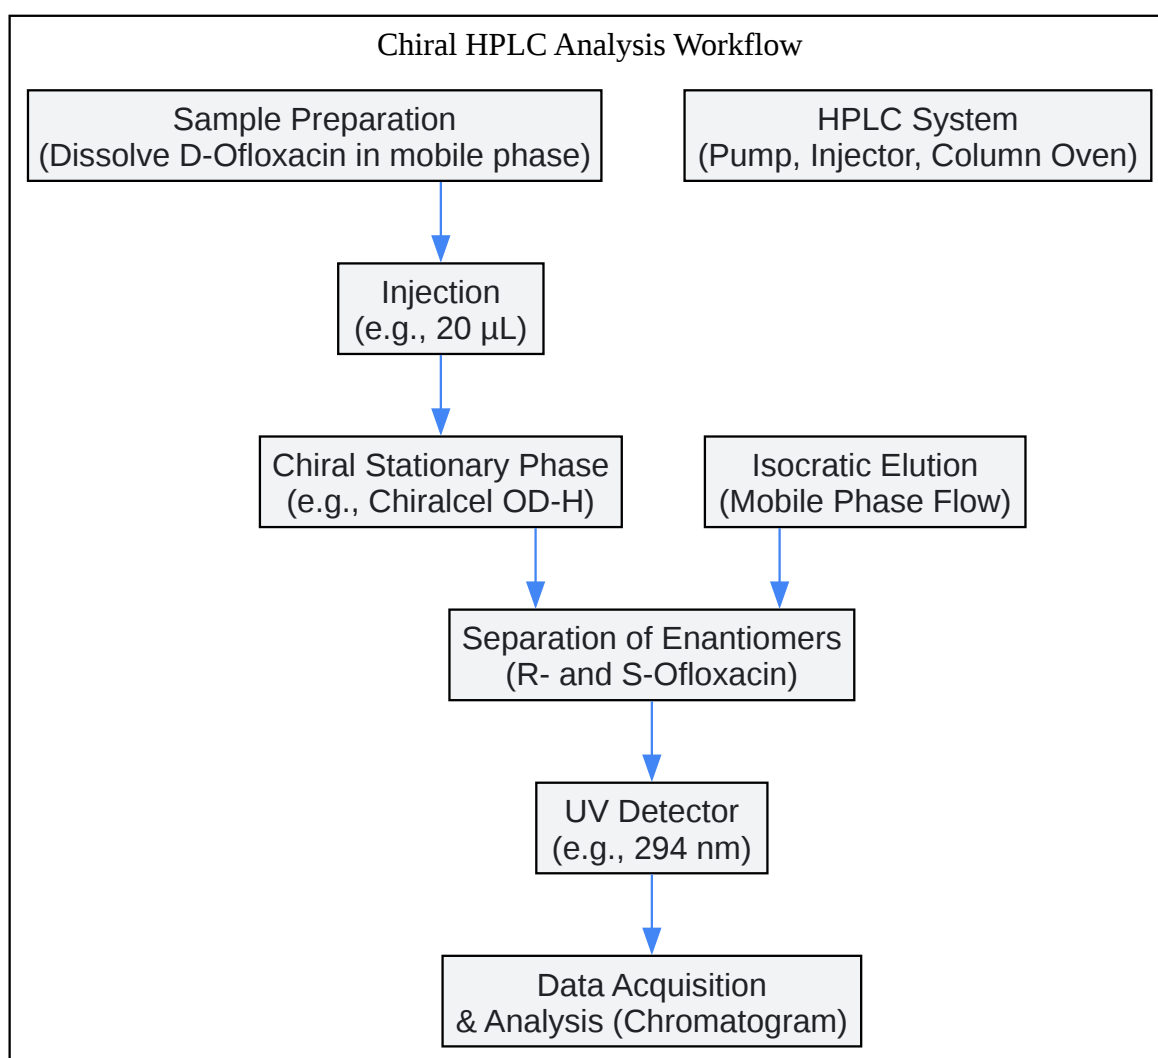 Chiral HPLC Analysis Workflow
Sample Preparation
(Dissolve D-Ofloxacin in mobile phase)
HPLC System
(Pump, Injector, Column Oven)
Injection
(e.g., 20 µL)
Chiral Stationary Phase
(e.g., Chiralcel OD-H)
Isocratic Elution
(Mobile Phase Flow)
Separation of Enantiomers
(R- and S-Ofloxacin)
UV Detector
(e.g., 294 nm)
Data Acquisition
& Analysis (Chromatogram)